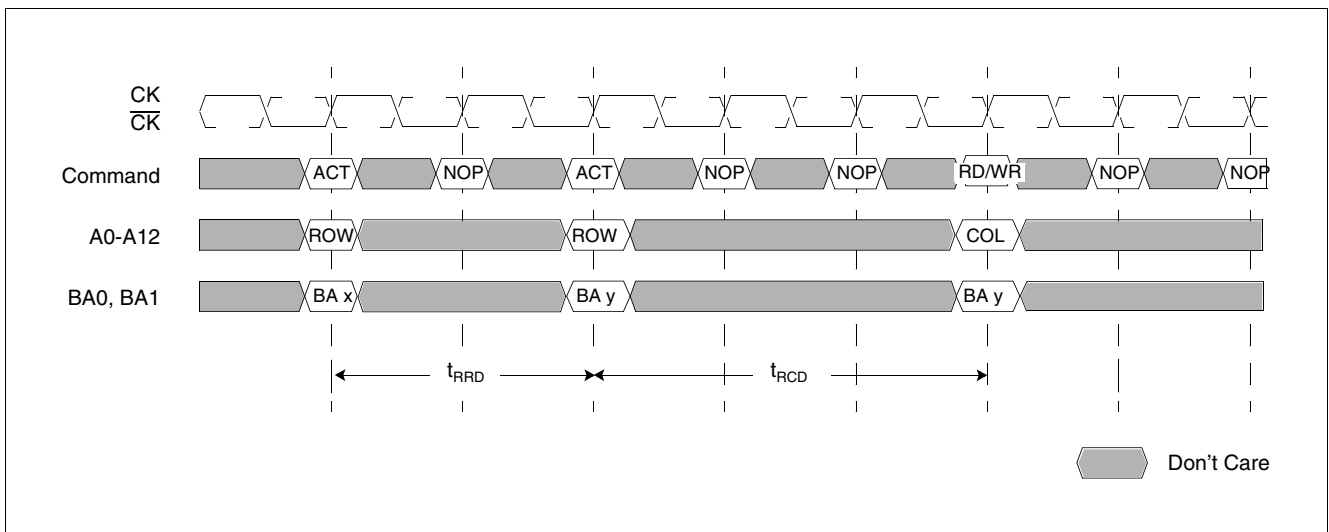 CK
CK
Command ACT NOP ACT NOP NOP RD/WR NOP NOP
A0-A12 ROW ROW COL
BA0, BA1 BA x BA y BA y
tRRD tRCD
Don't Care